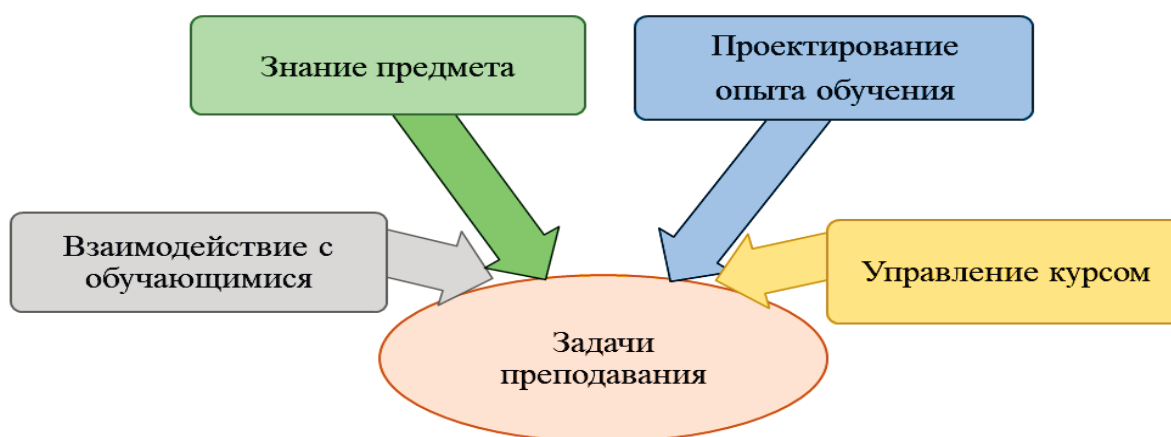 Знание предмета
Проектирование
опыта обучения
Взаимодействие с
обучающимися
Управление курсом
Задачи
преподавания